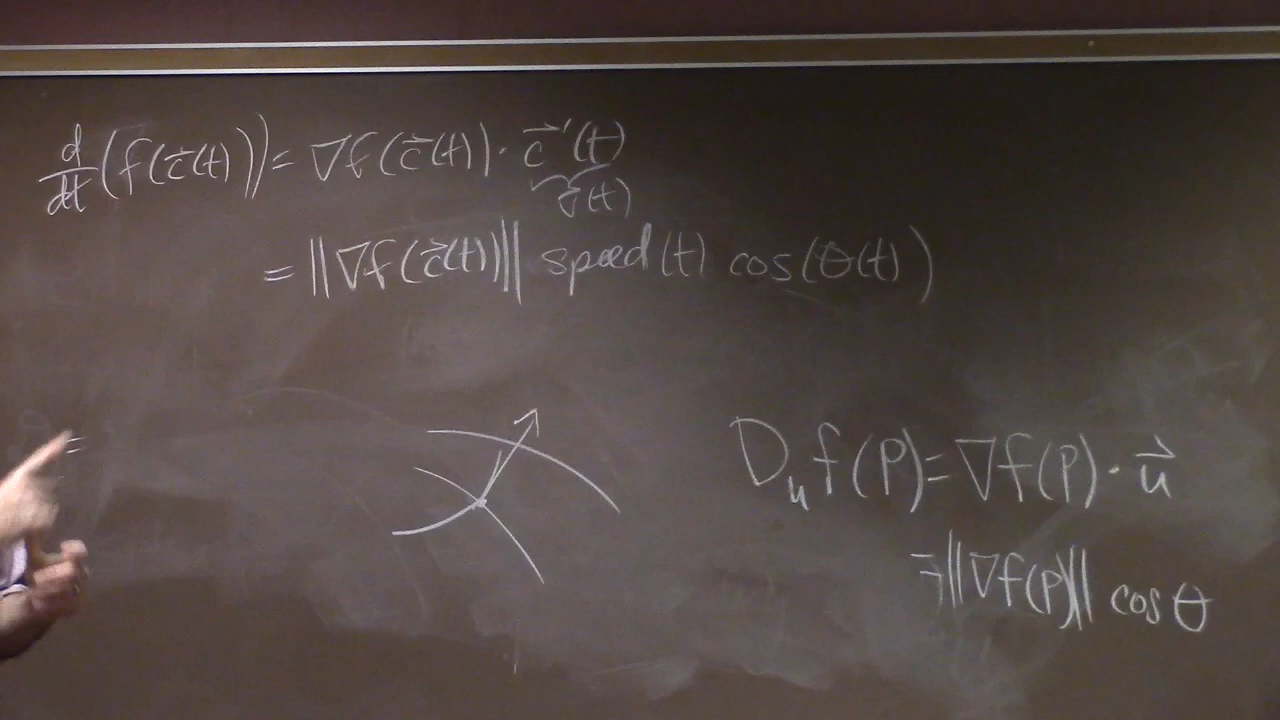 d/dt (f(c⃗(t))) = ∇f(c⃗(t)) · c⃗'(t)
v⃗(t)
= ||∇f(c⃗(t))|| speed(t) cos(θ(t))
=
D_u f(P) = ∇f(P) · u⃗
= ||∇f(P)|| cos θ